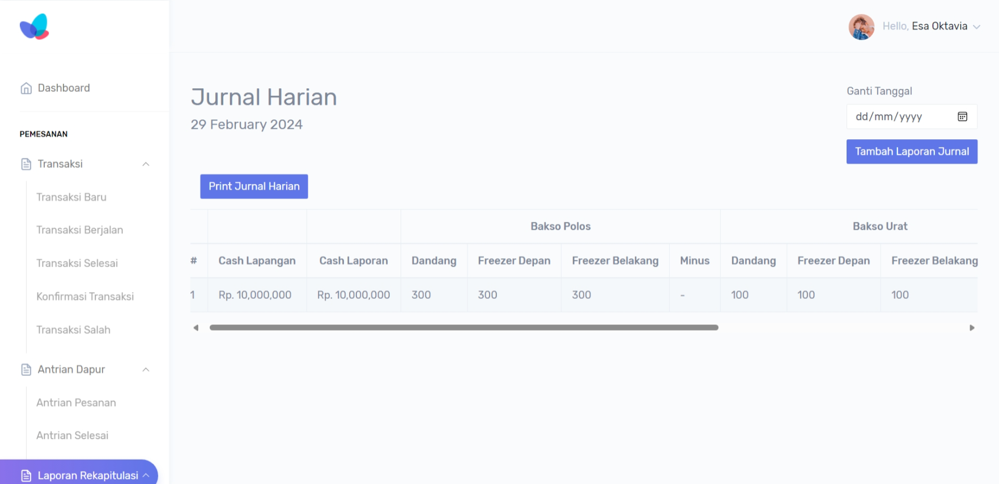 Hello, Esa Oktavia
Dashboard
PEMESANAN
Transaksi
Transaksi Baru
Transaksi Berjalan
Transaksi Selesai
Konfirmasi Transaksi
Transaksi Salah
Antrian Dapur
Antrian Pesanan
Antrian Selesai
Laporan Rekapitulasi
Jurnal Harian
29 February 2024
Ganti Tanggal
dd/mm/yyyy
Tambah Laporan Jurnal
Print Jurnal Harian
Bakso Polos Bakso Urat
# Cash Lapangan Cash Laporan Dandang Freezer Depan Freezer Belakang Minus Dandang Freezer Depan Freezer Belakang
1 Rp. 10,000,000 Rp. 10,000,000 300 300 300 - 100 100 100